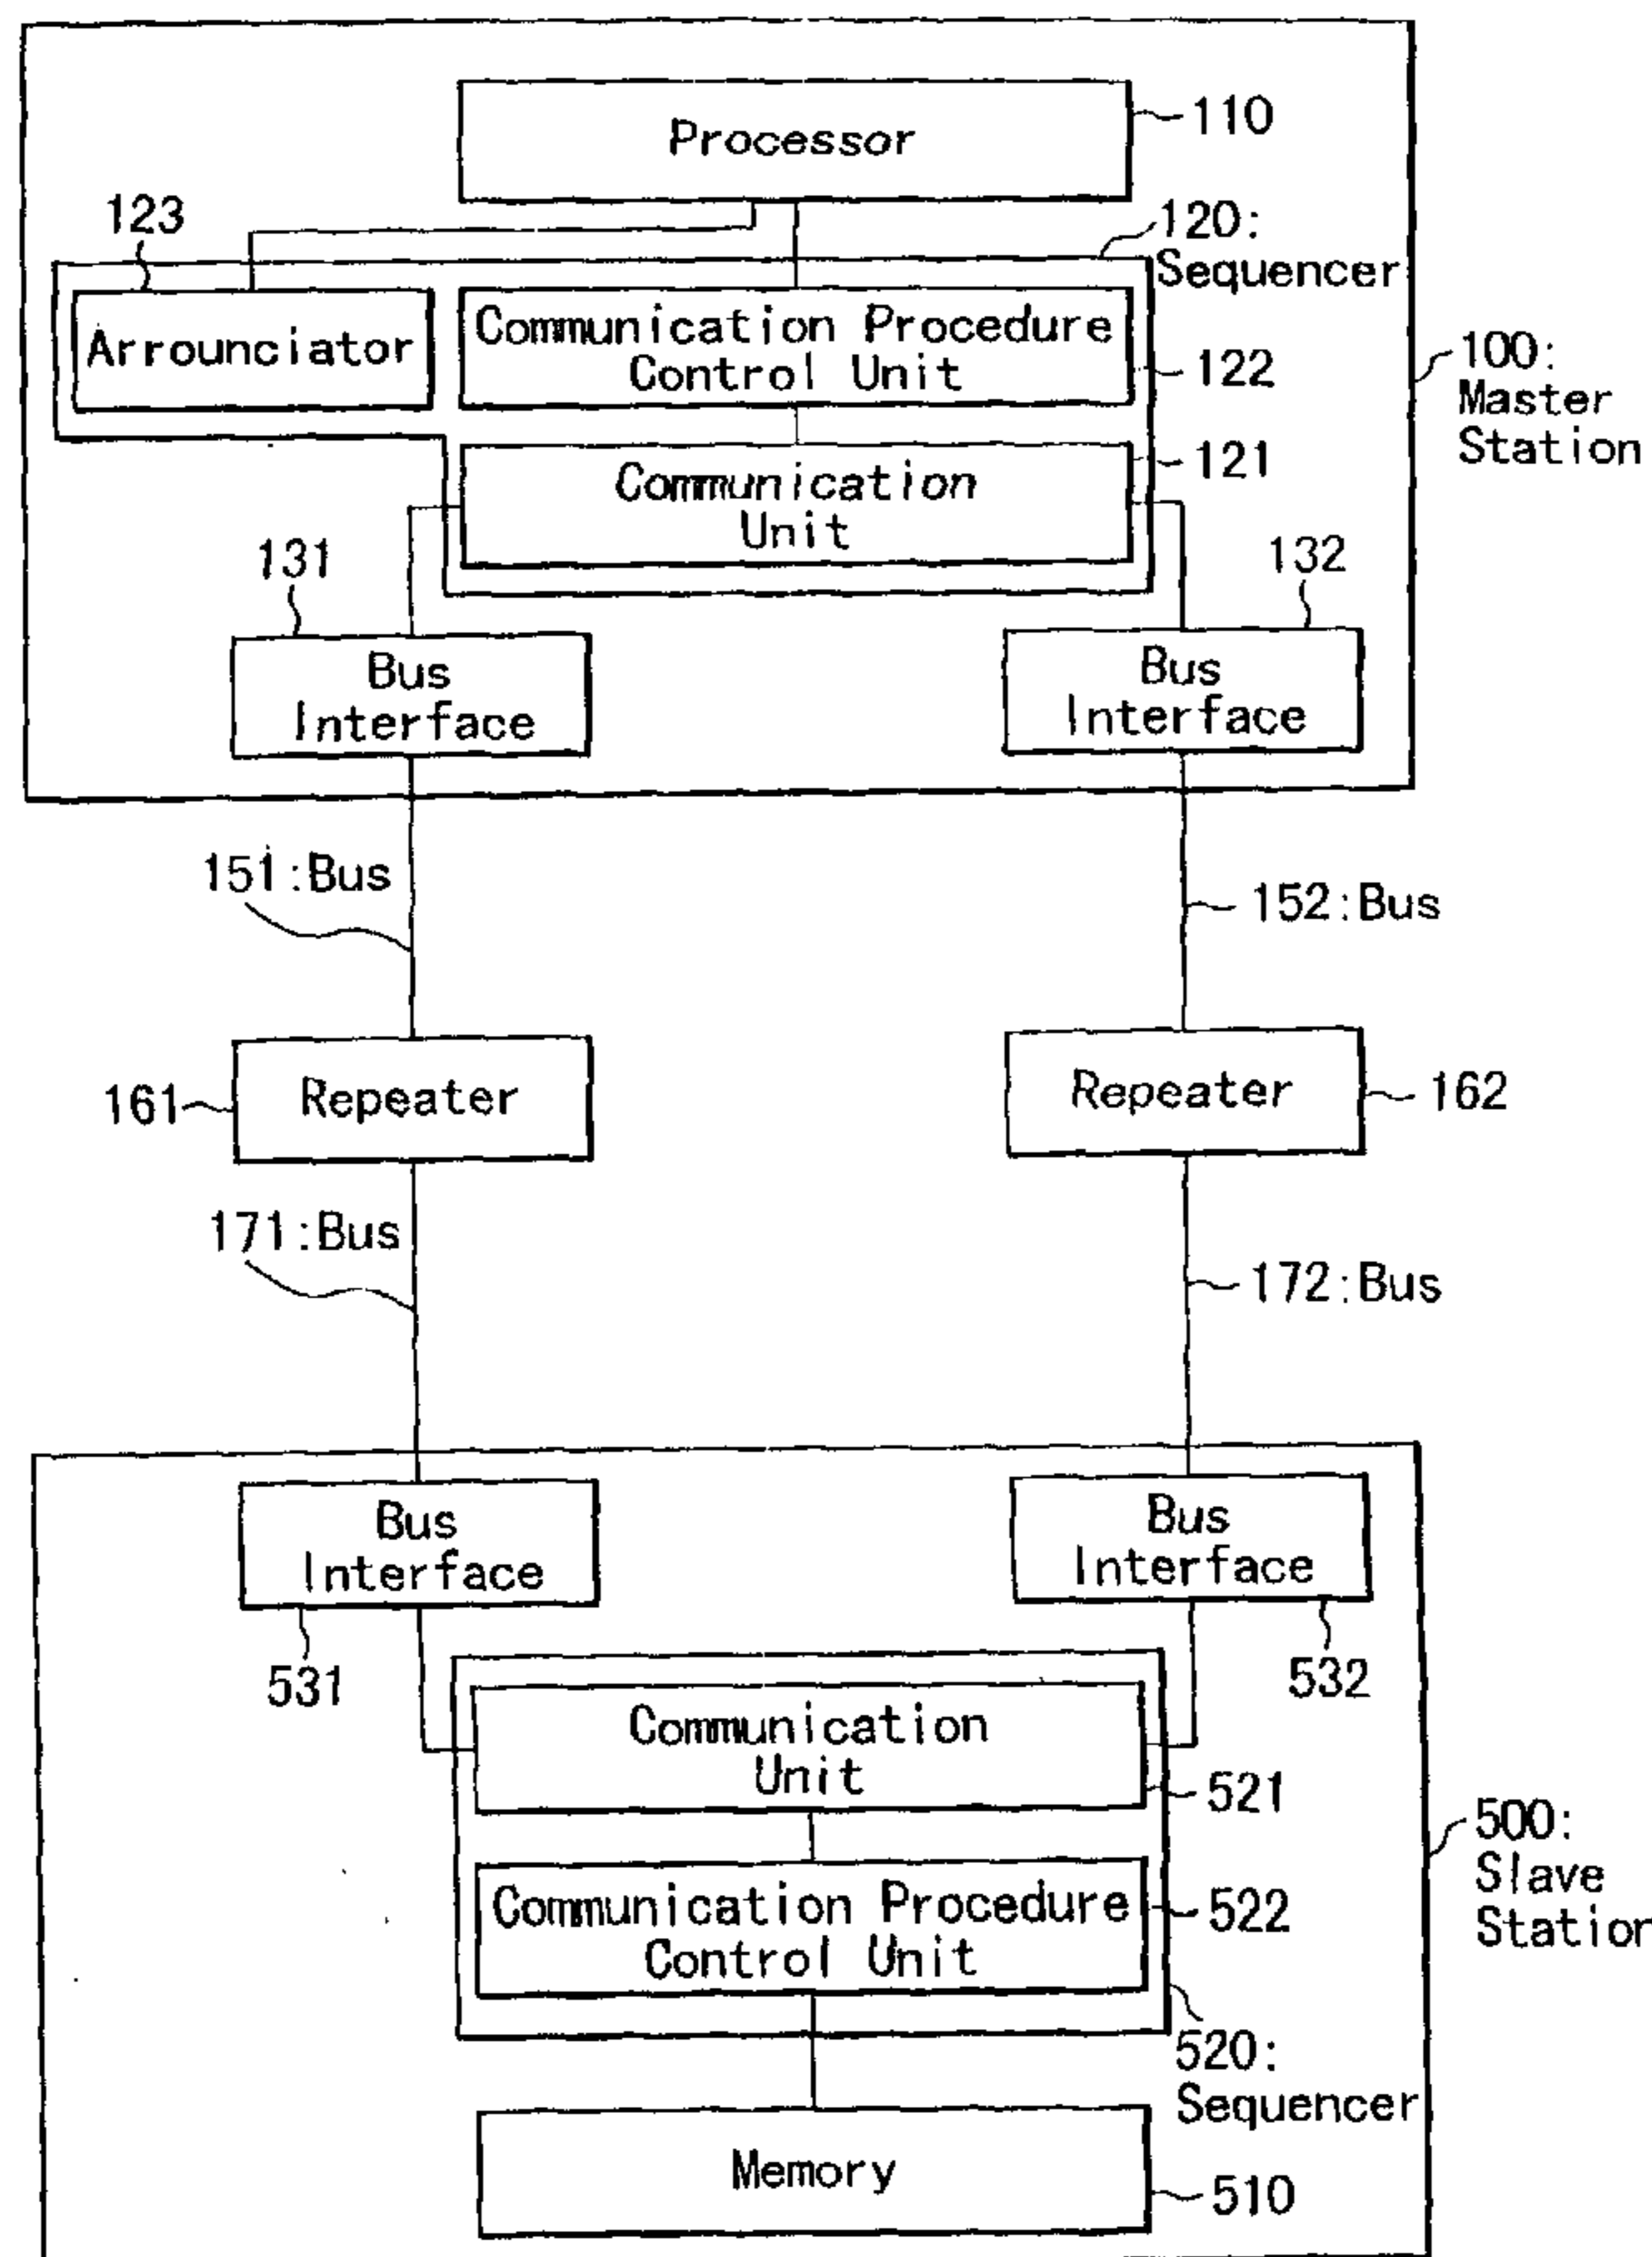 Processor
110
123
120:
Sequencer
Arrounciator
Communication Procedure
Control Unit
122
100:
Master
Station
Communication
Unit
121
131
132
Bus
Interface
Bus
Interface
151:Bus
152:Bus
161
Repeater
Repeater
162
171:Bus
172:Bus
Bus
Interface
Bus
Interface
531
532
Communication
Unit
521
500:
Slave
Station
Communication Procedure
Control Unit
522
520:
Sequencer
Memory
510